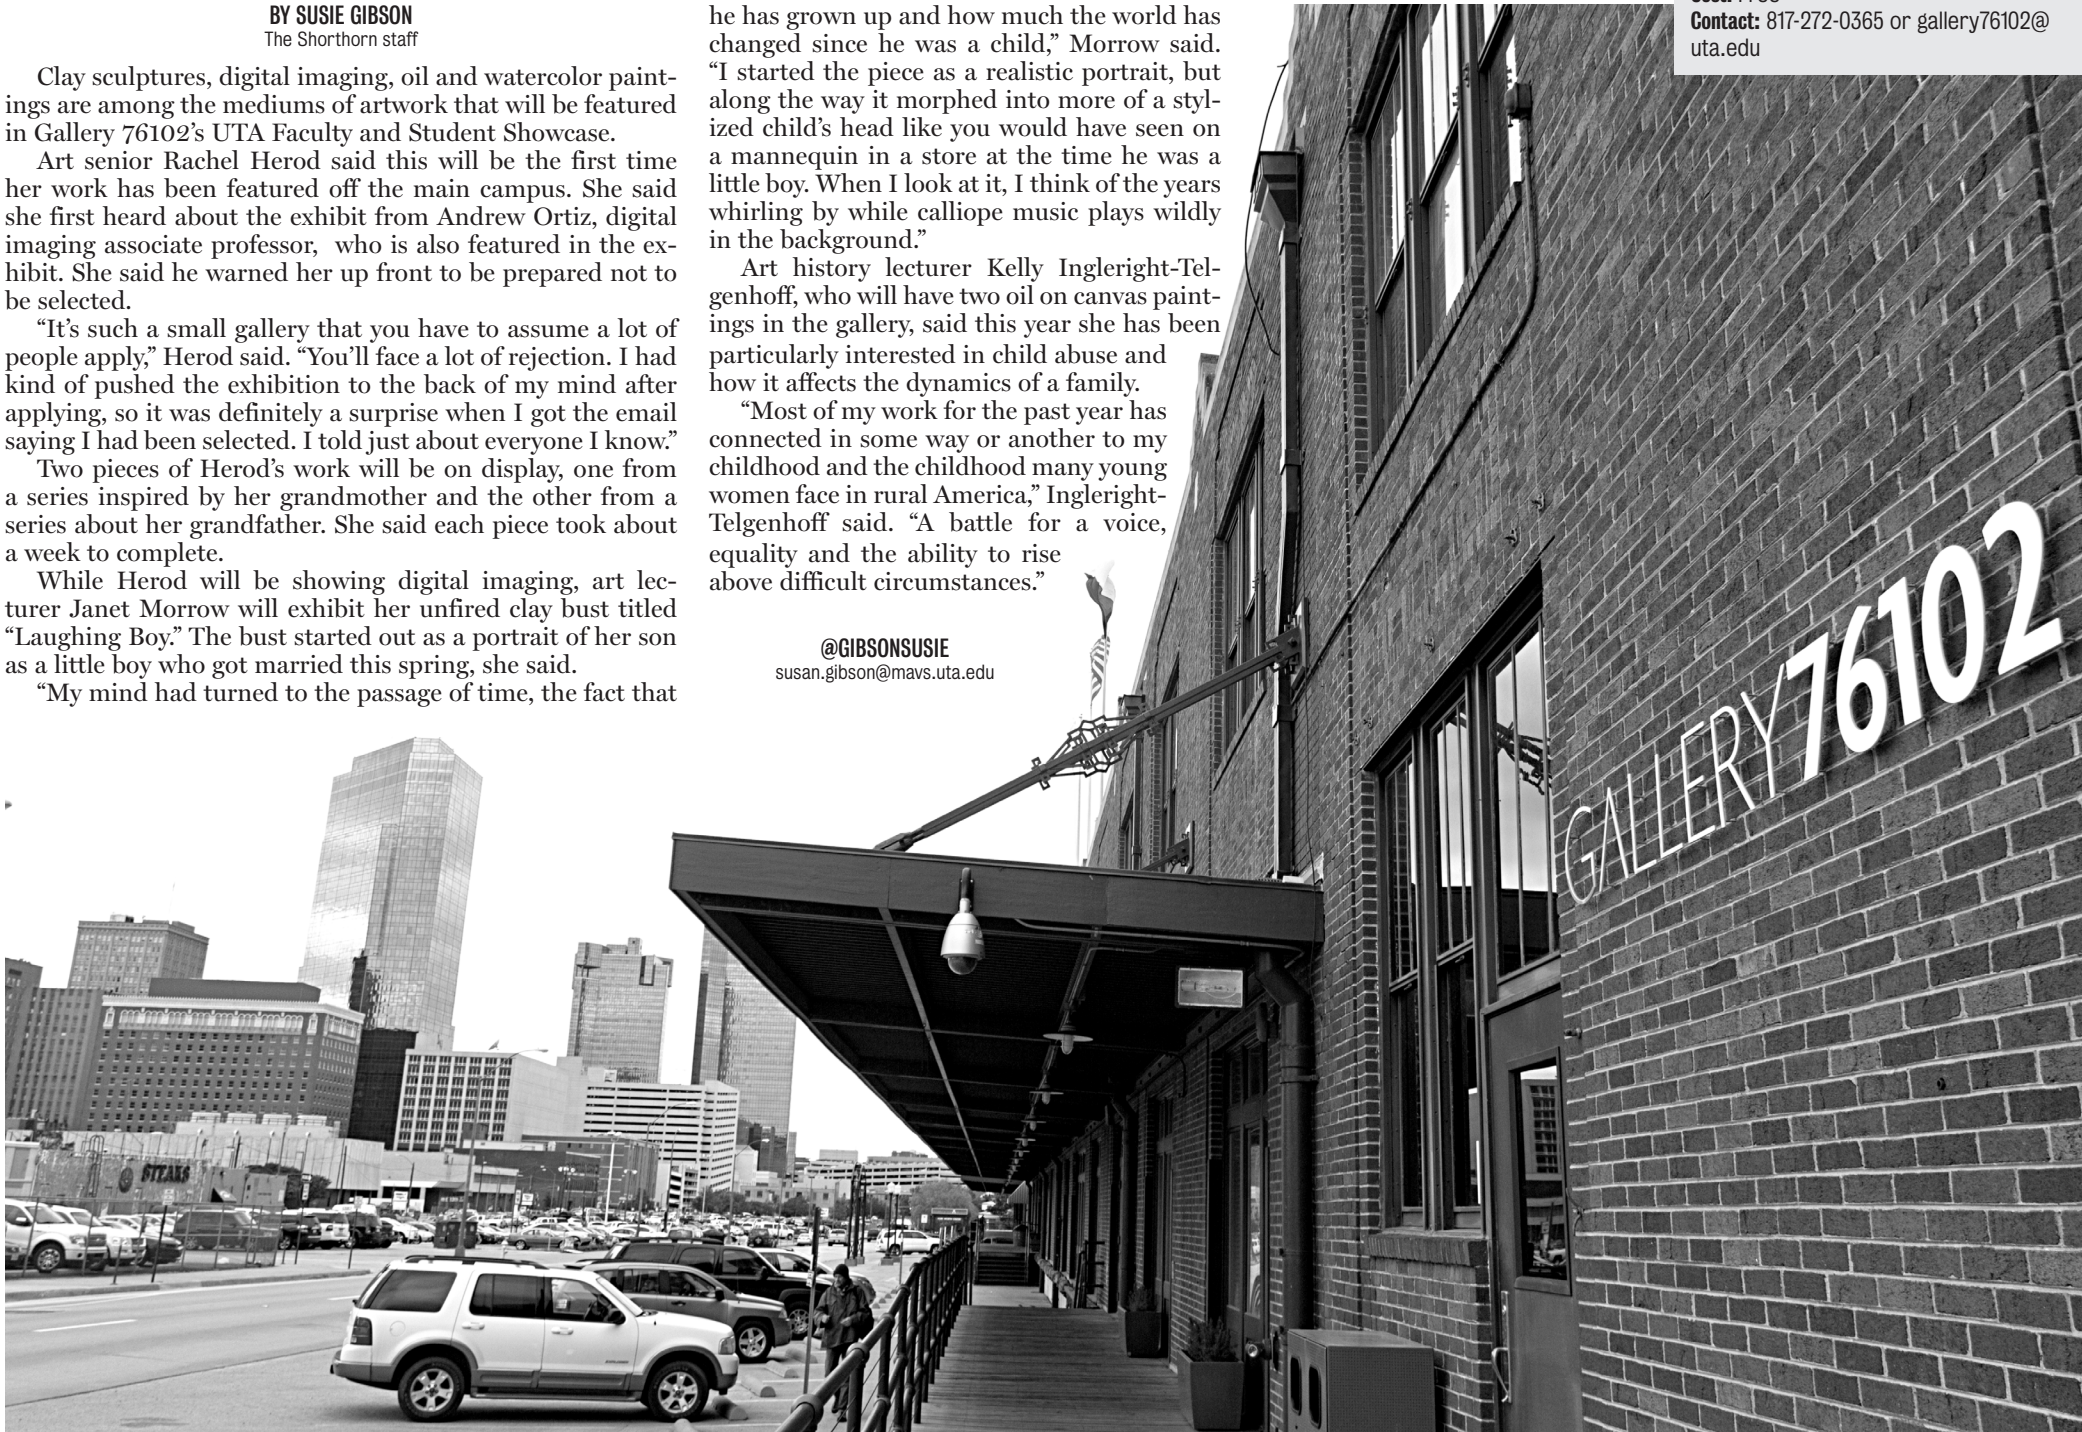 BY SUSIE GIBSON
The Shorthorn staff
Clay sculptures, digital imaging, oil and watercolor paint-
ings are among the mediums of artwork that will be featured
in Gallery 76102’s UTA Faculty and Student Showcase.
Art senior Rachel Herod said this will be the first time
her work has been featured off the main campus. She said
she first heard about the exhibit from Andrew Ortiz, digital
imaging associate professor, who is also featured in the ex-
hibit. She said he warned her up front to be prepared not to
be selected.
“It’s such a small gallery that you have to assume a lot of
people apply,” Herod said. “You’ll face a lot of rejection. I had
kind of pushed the exhibition to the back of my mind after
applying, so it was definitely a surprise when I got the email
saying I had been selected. I told just about everyone I know.”
Two pieces of Herod’s work will be on display, one from
a series inspired by her grandmother and the other from a
series about her grandfather. She said each piece took about
a week to complete.
While Herod will be showing digital imaging, art lec-
turer Janet Morrow will exhibit her unfired clay bust titled
“Laughing Boy.” The bust started out as a portrait of her son
as a little boy who got married this spring, she said.
“My mind had turned to the passage of time, the fact that
he has grown up and how much the world has
changed since he was a child,” Morrow said.
“I started the piece as a realistic portrait, but
along the way it morphed into more of a styl-
ized child’s head like you would have seen on
a mannequin in a store at the time he was a
little boy. When I look at it, I think of the years
whirling by while calliope music plays wildly
in the background.”
Art history lecturer Kelly Ingleright-Tel-
genhoff, who will have two oil on canvas paint-
ings in the gallery, said this year she has been
particularly interested in child abuse and
how it affects the dynamics of a family.
“Most of my work for the past year has
connected in some way or another to my
childhood and the childhood many young
women face in rural America,” Ingleright-
Telgenhoff said. “A battle for a voice,
equality and the ability to rise
above difficult circumstances.”
@GIBSONSUSIE
susan.gibson@mavs.uta.edu
Contact: 817-272-0365 or gallery76102@
uta.edu
GALLERY76102
STEAKS